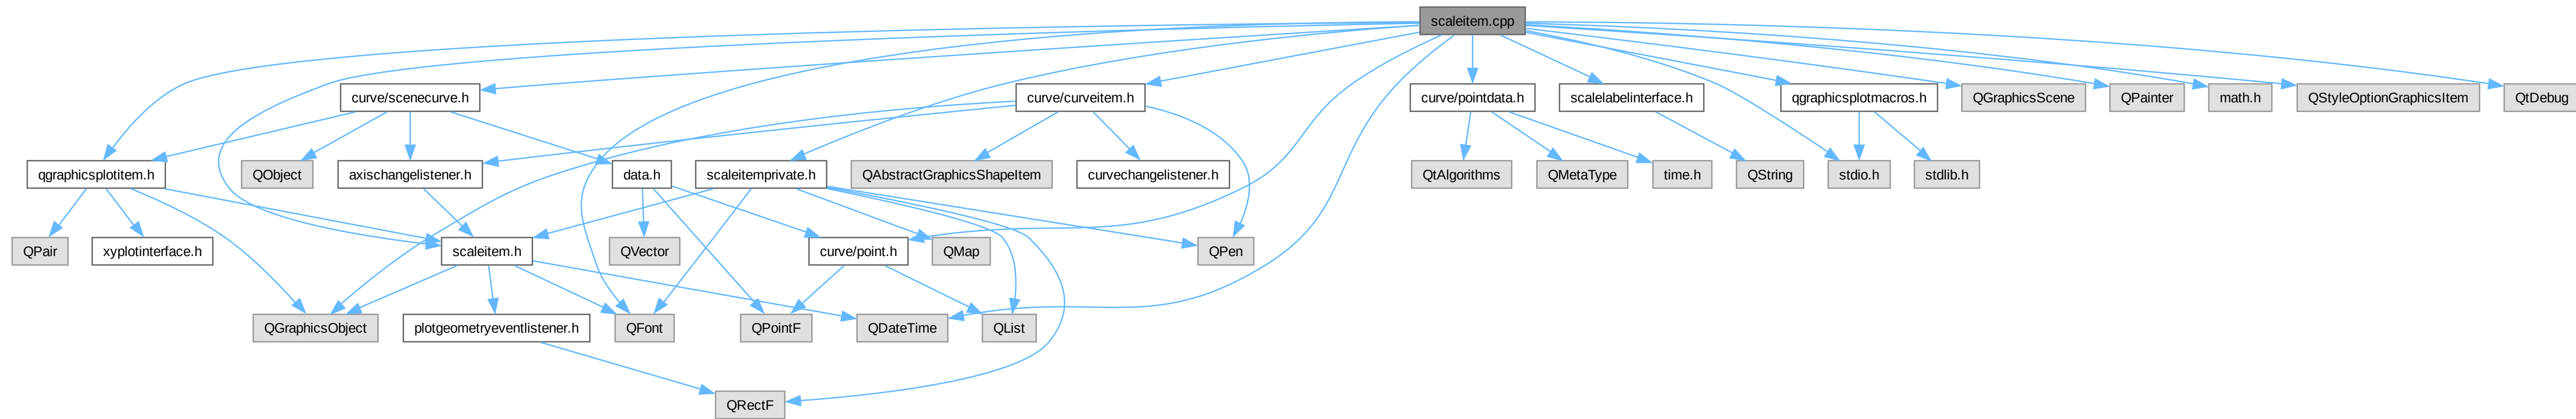 scaleitem.cpp
curve/scenecurve.h
curve/curveitem.h
curve/pointdata.h
scalelabelinterface.h
qgraphicsplotmacros.h
QGraphicsScene
QPainter
math.h
QStyleOptionGraphicsItem
QtDebug
qgraphicsplotitem.h
QObject
axischangelistener.h
data.h
scaleitemprivate.h
QAbstractGraphicsShapeItem
curvechangelistener.h
QtAlgorithms
QMetaType
time.h
QString
stdio.h
stdlib.h
QPair
xyplotinterface.h
scaleitem.h
QVector
curve/point.h
QMap
QPen
QGraphicsObject
plotgeometryeventlistener.h
QFont
QPointF
QDateTime
QList
QRectF